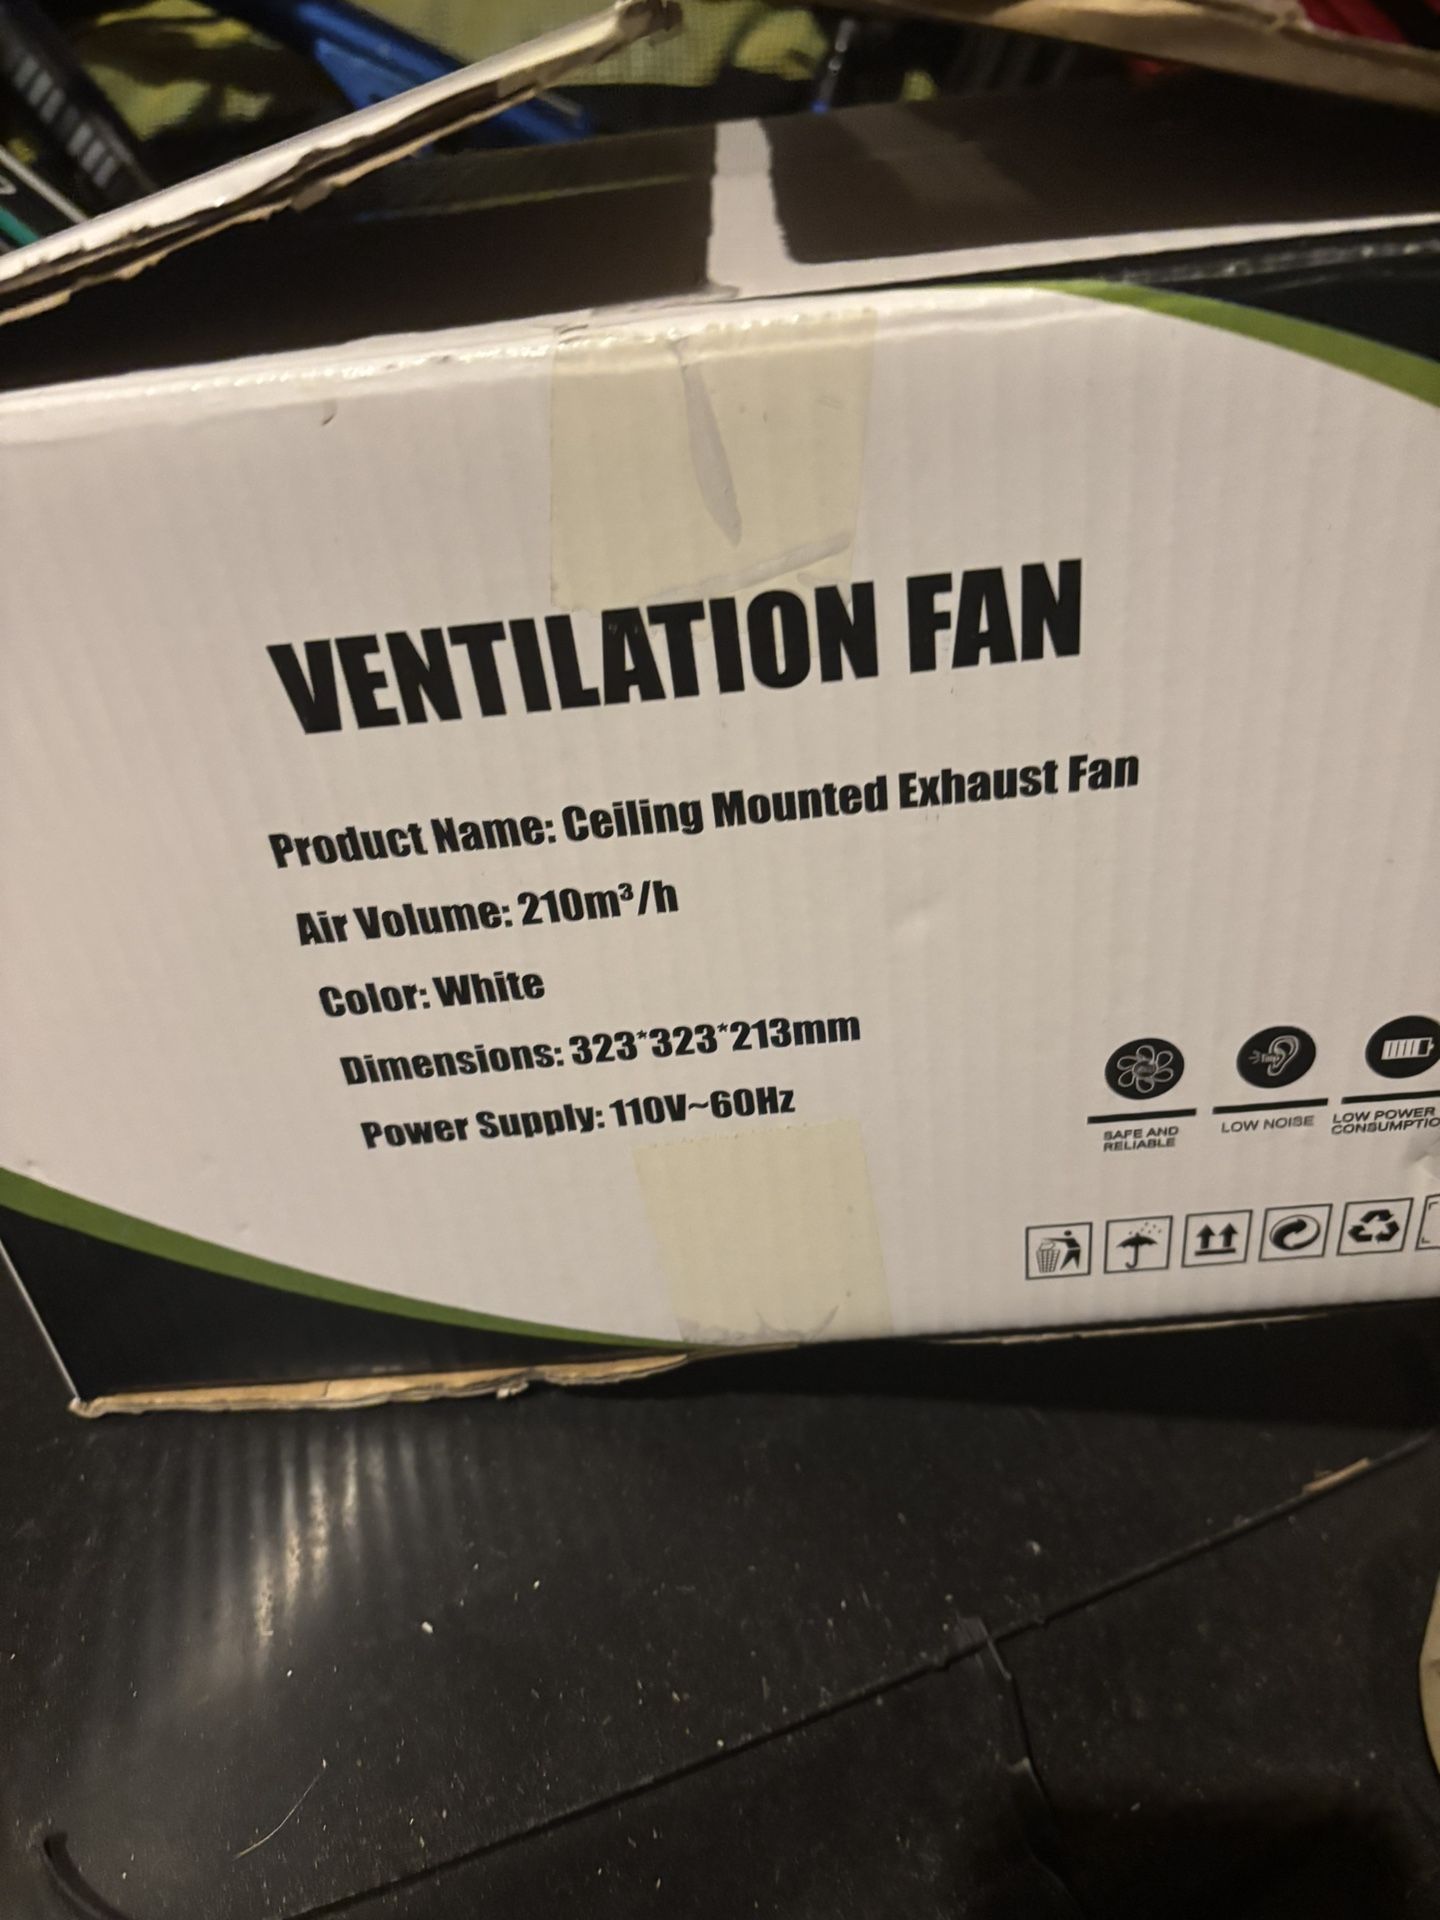 VENTILATION FAN
Product Name: Ceiling Mounted Exhaust Fan
Air Volume: 210m³/h
Color: White
Dimensions: 323*323*213mm
Power Supply: 110V~60Hz
SAFE AND
RELIABLE
LOW NOISE
LOW POWER
CONSUMPTIO